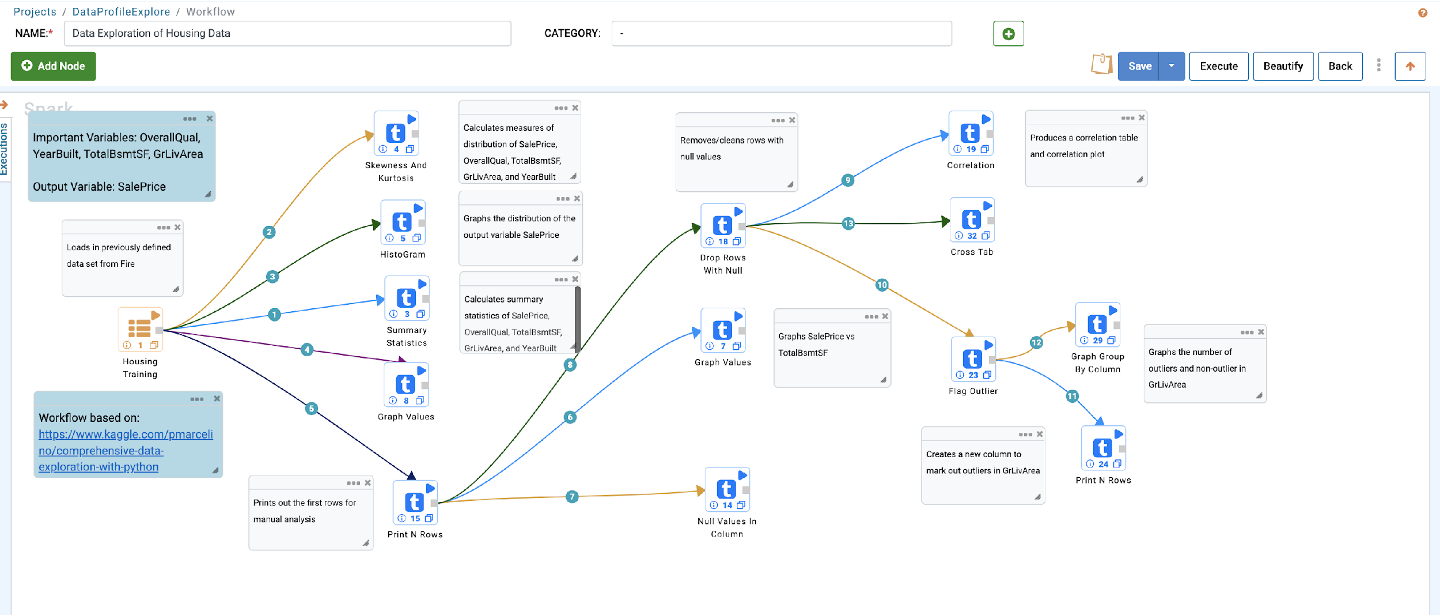 Projects / DataProfileExplore / Workflow
NAME:* Data Exploration of Housing Data CATEGORY: -
Add Node
Save Execute Beautify Back
Executions
Spark
Important Variables: OverallQual,
YearBuilt, TotalBsmtSF, GrLivArea
Output Variable: SalePrice
Loads in previously defined
data set from Fire
1
Housing
Training
Workflow based on:
https://www.kaggle.com/pmarceli
no/comprehensive-data-
exploration-with-python
2
3
1
4
5
t
4
Skewness And
Kurtosis
t
5
HistoGram
t
3
Summary
Statistics
t
8
Graph Values
Calculates measures of
distribution of SalePrice,
OverallQual, TotalBsmtSF,
GrLivArea, and YearBuilt
Graphs the distribution of the
output variable SalePrice
Calculates summary
statistics of SalePrice,
OverallQual, TotalBsmtSF,
GrLivArea, and YearBuilt
Prints out the first rows for
manual analysis
t
15
Print N Rows
8
6
7
Removes/cleans rows with
null values
t
18
Drop Rows
With Null
t
7
Graph Values
Graphs SalePrice vs
TotalBsmtSF
t
14
Null Values In
Column
9
13
10
t
19
Correlation
Produces a correlation table
and correlation plot
t
32
Cross Tab
t
23
Flag Outlier
12
11
t
29
Graph Group
By Column
Graphs the number of
outliers and non-outlier in
GrLivArea
Creates a new column to
mark out outliers in GrLivArea
t
24
Print N Rows